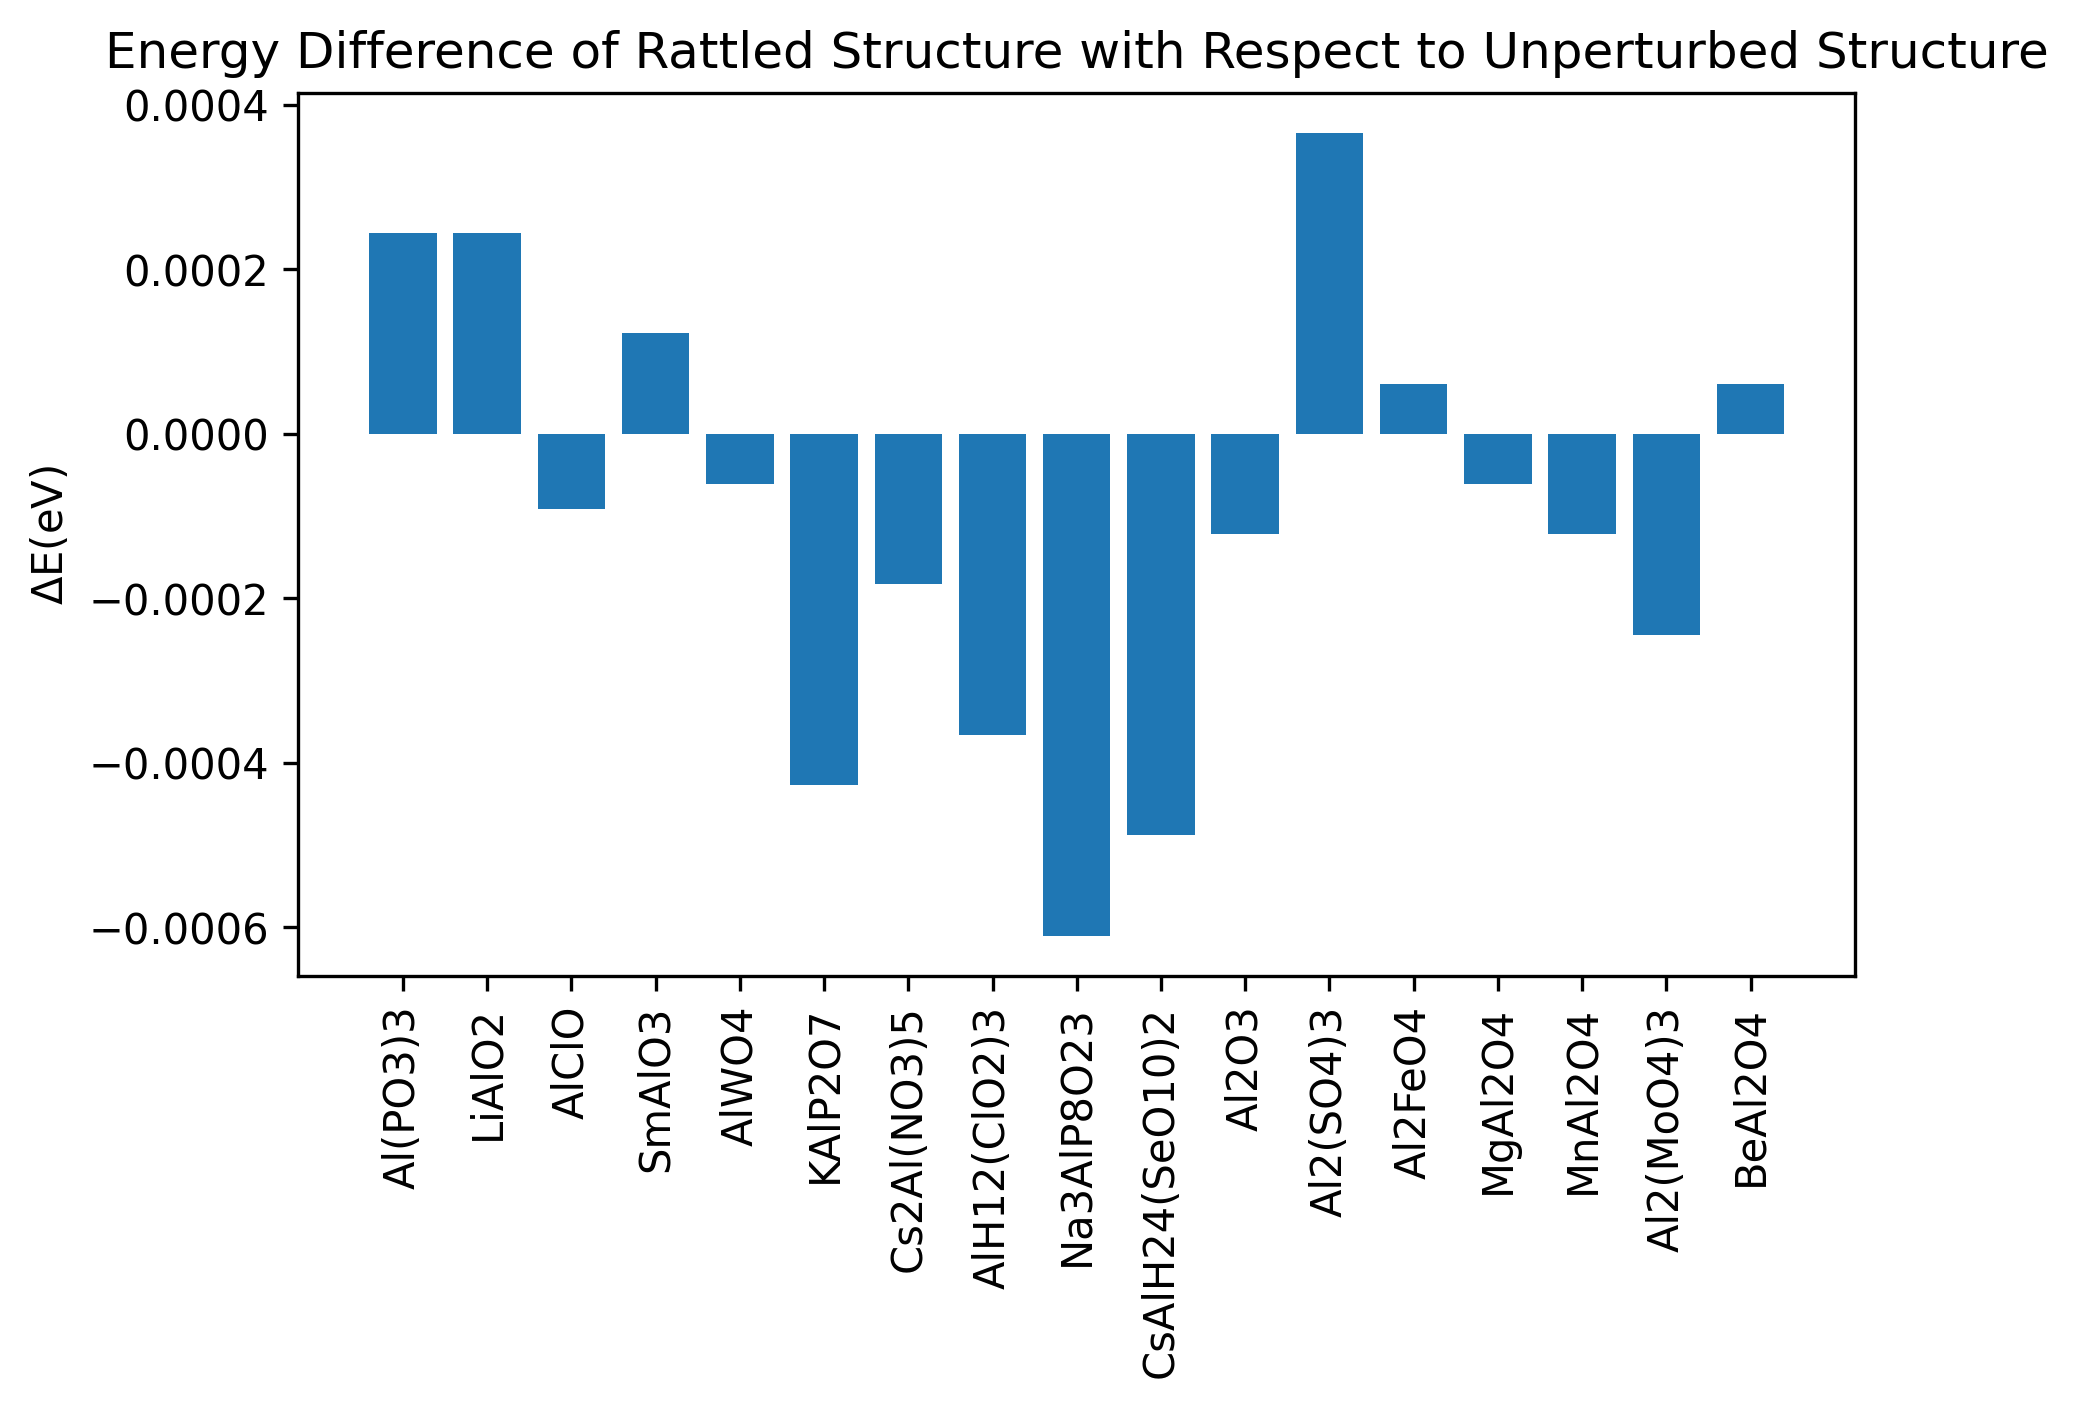 Energy Difference of Rattled Structure with Respect to Unperturbed Structure
ΔE(eV)
0.0004
0.0002
0.0000
−0.0002
−0.0004
−0.0006
Al(PO3)3
LiAlO2
AlClO
SmAlO3
AlWO4
KAlP2O7
Cs2Al(NO3)5
AlH12(ClO2)3
Na3AlP8O23
CsAlH24(SeO10)2
Al2O3
Al2(SO4)3
Al2FeO4
MgAl2O4
MnAl2O4
Al2(MoO4)3
BeAl2O4